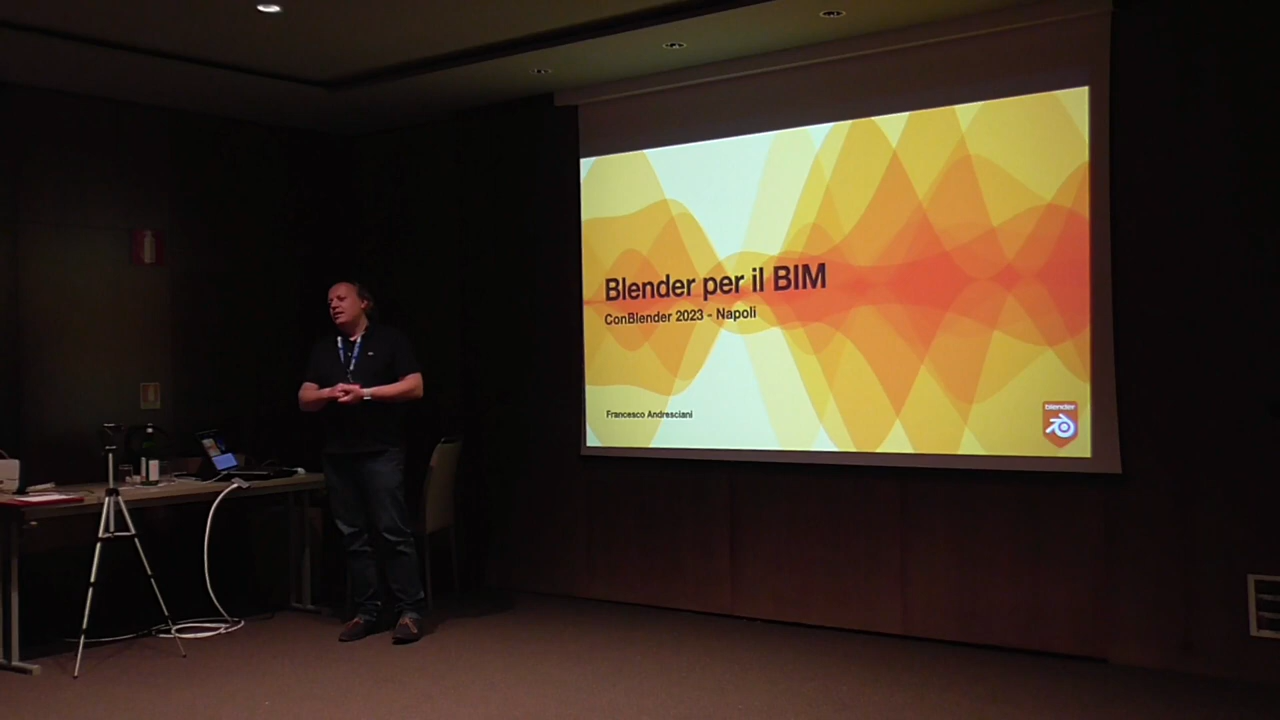 Blender per il BIM
ConBlender 2023 - Napoli
Francesco Andresciani
blender